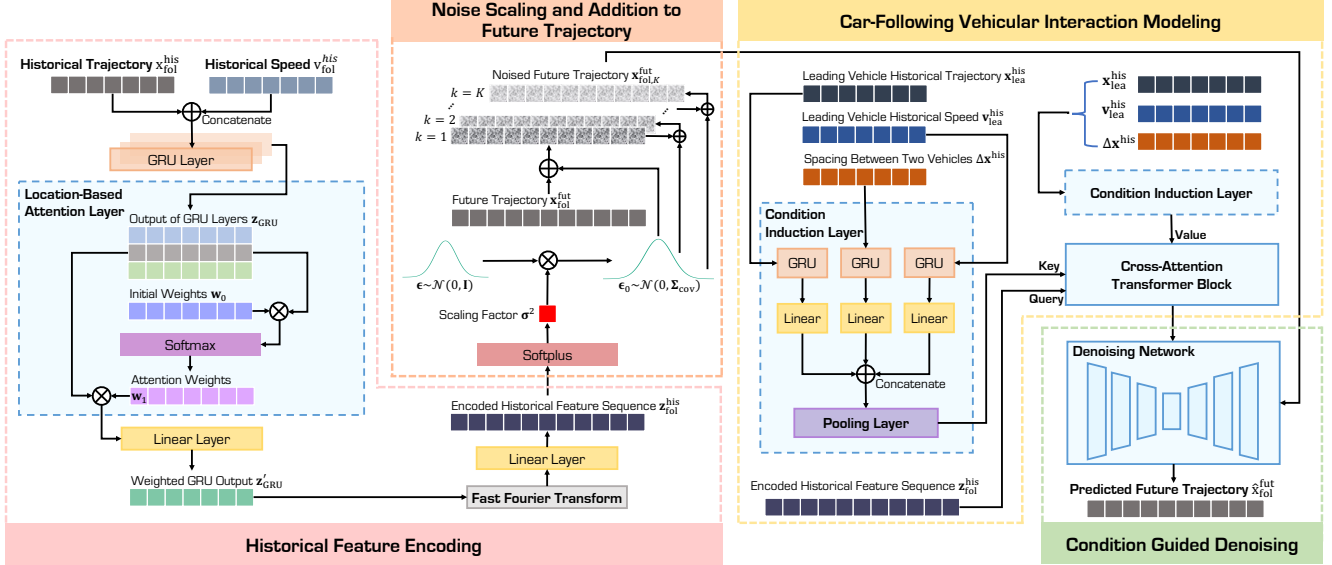 Noise Scaling and Addition to
Future Trajectory
Car-Following Vehicular Interaction Modeling
Historical Trajectory x_fol^his
Historical Speed v_fol^his
Concatenate
GRU Layer
Location-Based
Attention Layer
Output of GRU Layers z_GRU
Initial Weights w_0
Softmax
Attention Weights
w_1
Linear Layer
Weighted GRU Output z'_GRU
Historical Feature Encoding
Noised Future Trajectory x_fol,K^fut
k = K
⋰
⋰
k = 2
k = 1
Future Trajectory x_fol^fut
ϵ~𝒩(0, I)
ϵ_0~𝒩(0, Σ_cov)
Scaling Factor σ^2
Softplus
Encoded Historical Feature Sequence z_fol^his
Linear Layer
Fast Fourier Transform
Leading Vehicle Historical Trajectory x_lea^his
Leading Vehicle Historical Speed v_lea^his
Spacing Between Two Vehicles Δx^his
Condition
Induction Layer
GRU
GRU
GRU
Linear
Linear
Linear
Concatenate
Pooling Layer
Encoded Historical Feature Sequence z_fol^his
x_lea^his
v_lea^his
Δx^his
Condition Induction Layer
Value
Key
Query
Cross-Attention
Transformer Block
Denoising Network
Predicted Future Trajectory x̂_fol^fut
Condition Guided Denoising